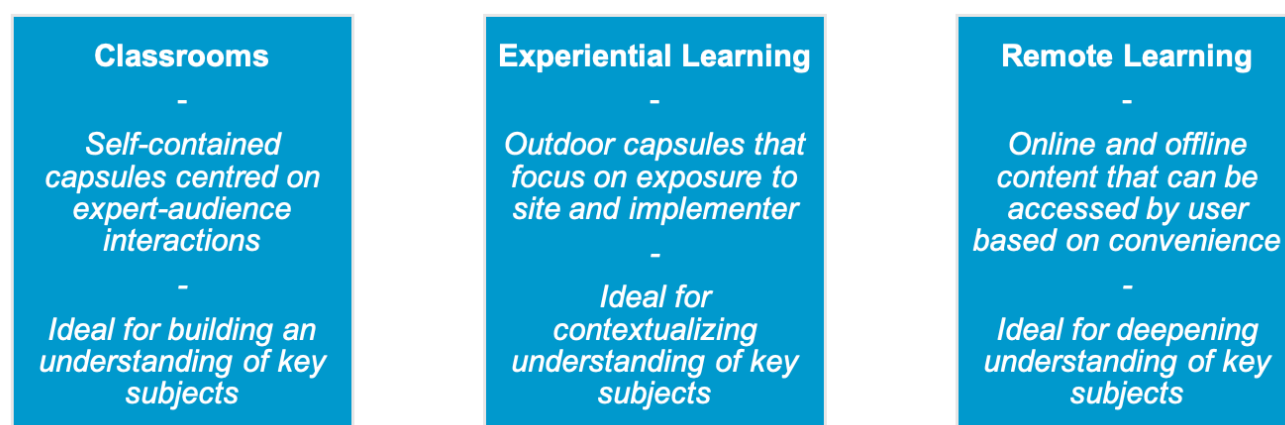 Classrooms
-
Self-contained
capsules centred on
expert-audience
interactions
-
Ideal for building an
understanding of key
subjects
Experiential Learning
-
Outdoor capsules that
focus on exposure to
site and implementer
-
Ideal for
contextualizing
understanding of key
subjects
Remote Learning
-
Online and offline
content that can be
accessed by user
based on convenience
-
Ideal for deepening
understanding of key
subjects